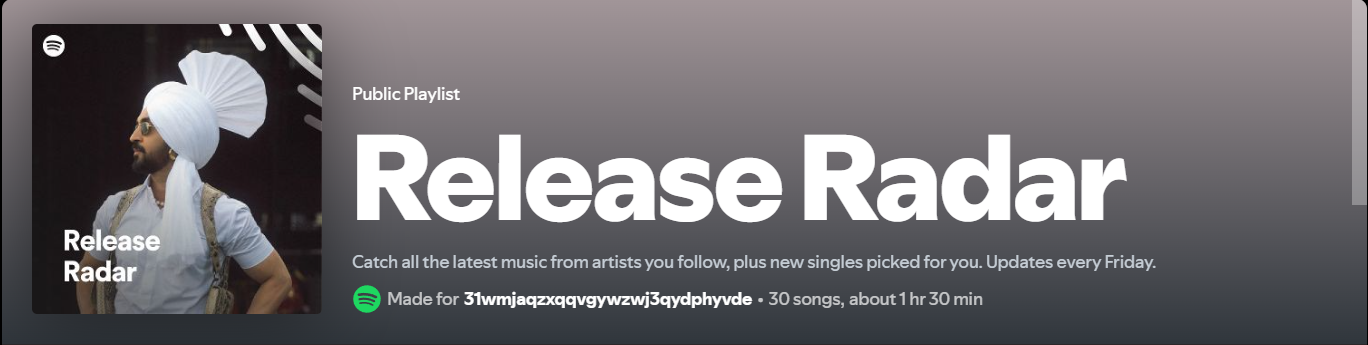 Release
Radar
Public Playlist
Release Radar
Catch all the latest music from artists you follow, plus new singles picked for you. Updates every Friday.
Made for 31wmjaqzxqqvgywzwj3qydphyvde • 30 songs, about 1 hr 30 min